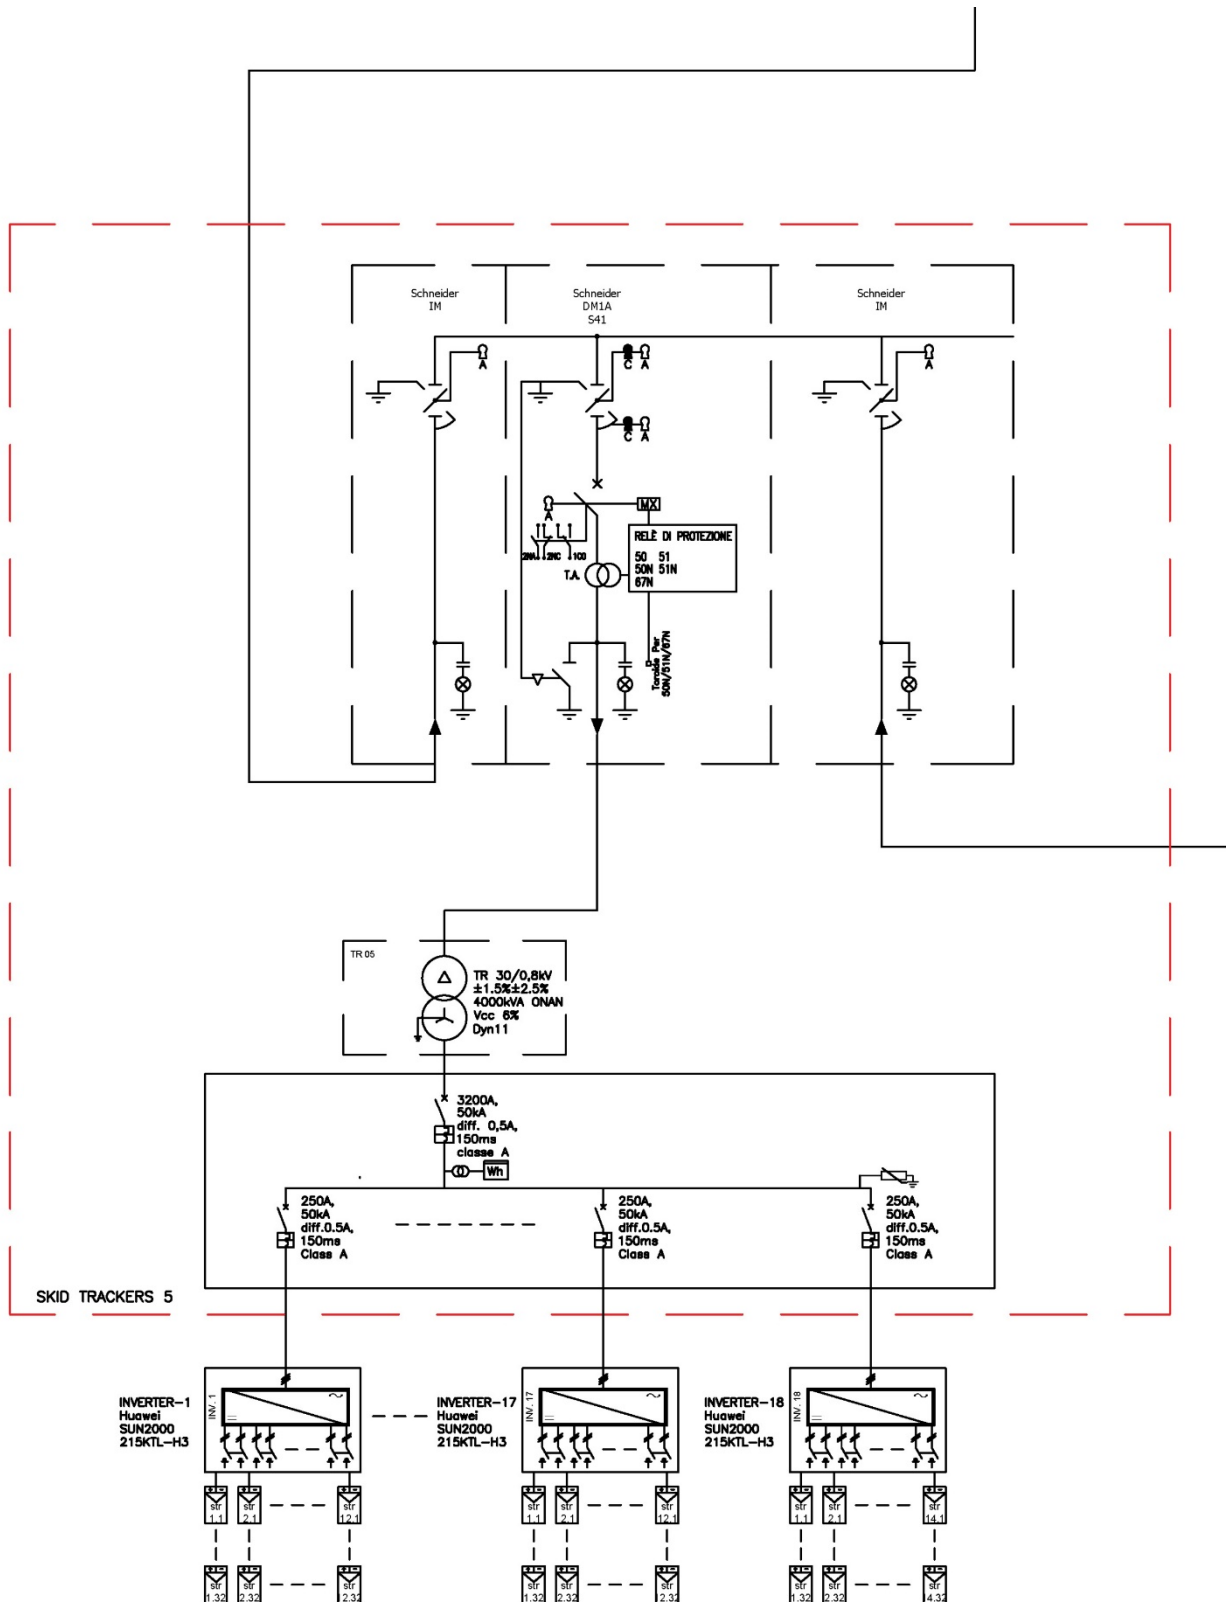 Schneider
IM
Schneider
DM1A
S41
Schneider
IM
A
C A
A
C A
A
MX
RELÈ DI PROTEZIONE
50 51
50N 51N
67N
2NA 2NC 1CO
T.A.
Toroide Per
50N/51N/67N
TR 05
TR 30/0,8kV
±1.5%±2.5%
4000kVA ONAN
Vcc 6%
Dyn11
3200A,
50kA
diff. 0,5A,
150ms
classe A
Wh
250A,
50kA
diff.0.5A,
150ms
Class A
250A,
50kA
diff.0.5A,
150ms
Class A
250A,
50kA
diff.0.5A,
150ms
Class A
SKID TRACKERS 5
INVERTER-1
Huawei
SUN2000
215KTL-H3
INV. 1
INVERTER-17
Huawei
SUN2000
215KTL-H3
INV. 17
INVERTER-18
Huawei
SUN2000
215KTL-H3
INV. 18
str
1.1
str
2.1
str
12.1
str
1.1
str
2.1
str
12.1
str
1.1
str
2.1
str
14.1
str
1.32
str
2.32
str
2.32
str
1.32
str
2.32
str
2.32
str
1.32
str
2.32
str
4.32